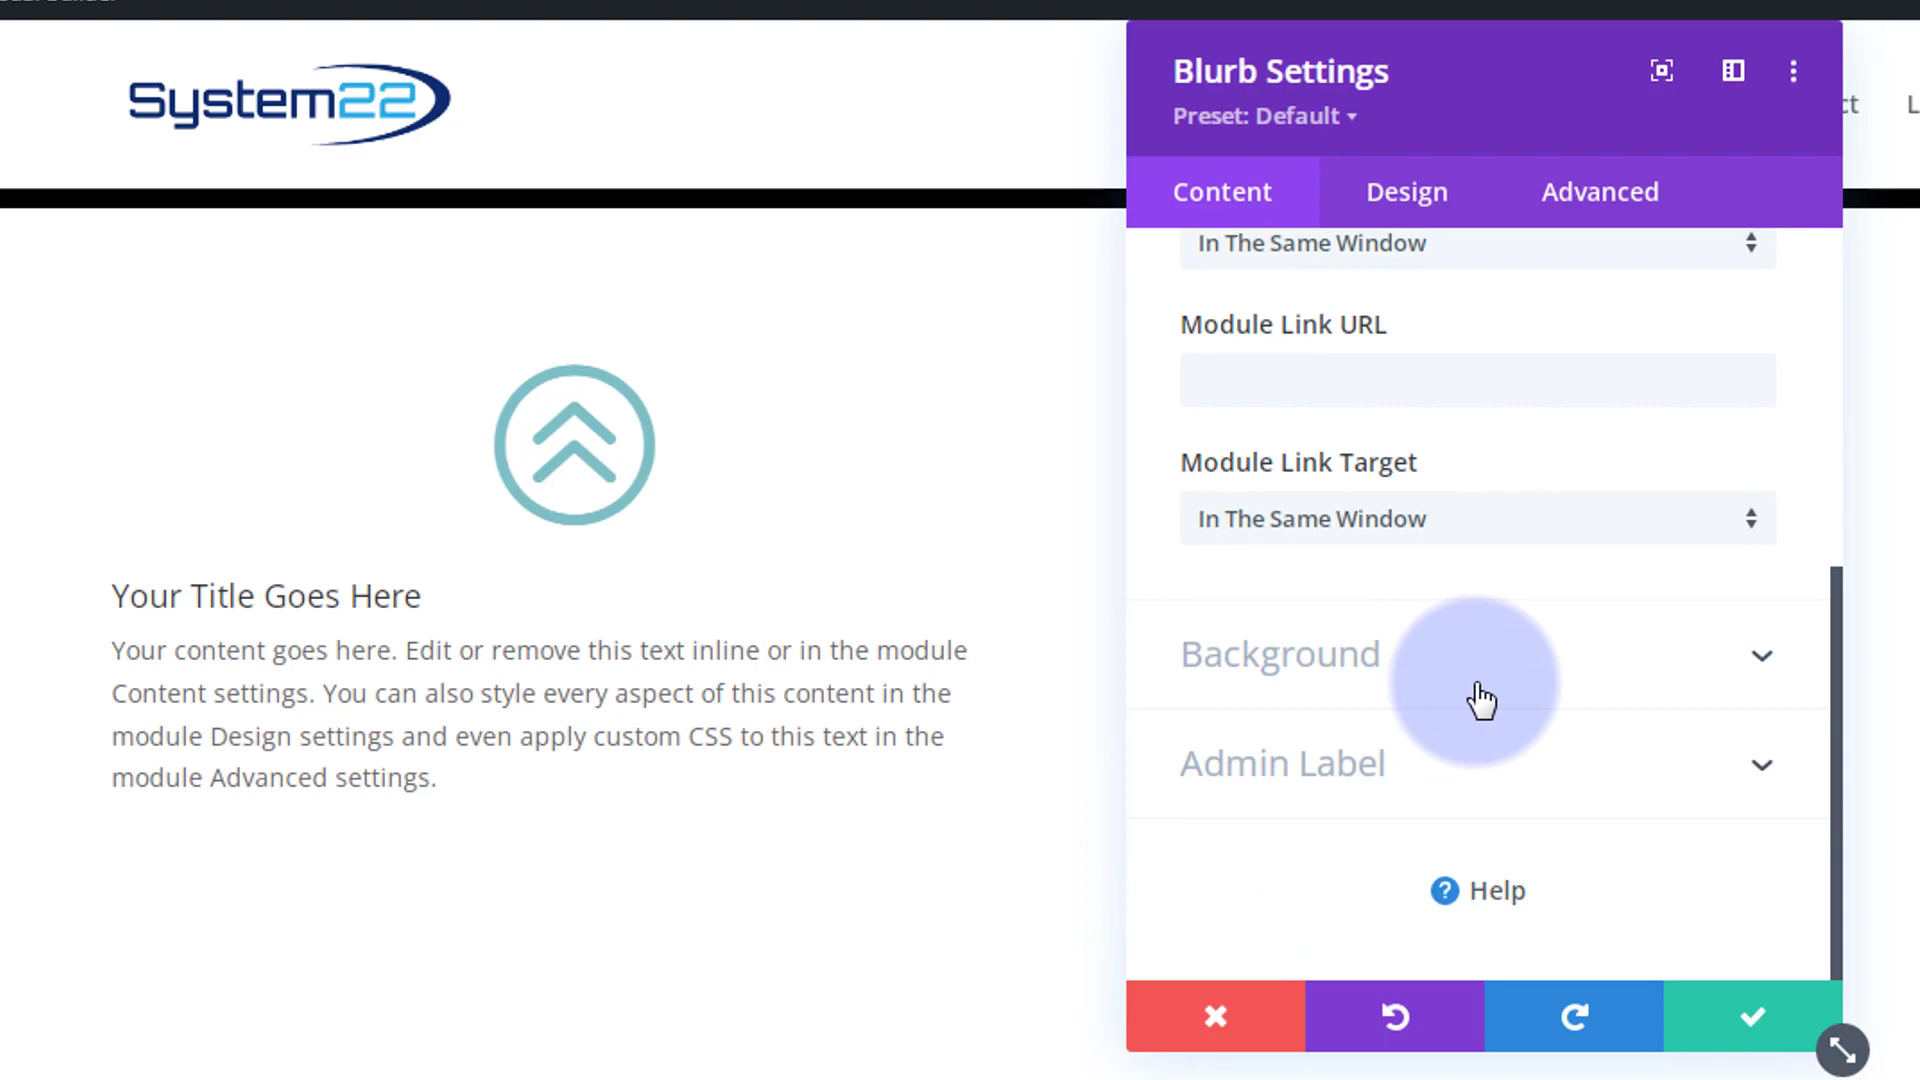 System22
Blurb Settings
Preset: Default
ct
L
Content
Design
Advanced
In The Same Window
Module Link URL
Module Link Target
In The Same Window
Your Title Goes Here
Your content goes here. Edit or remove this text inline or in the module
Content settings. You can also style every aspect of this content in the
module Design settings and even apply custom CSS to this text in the
module Advanced settings.
Background
Admin Label
? Help